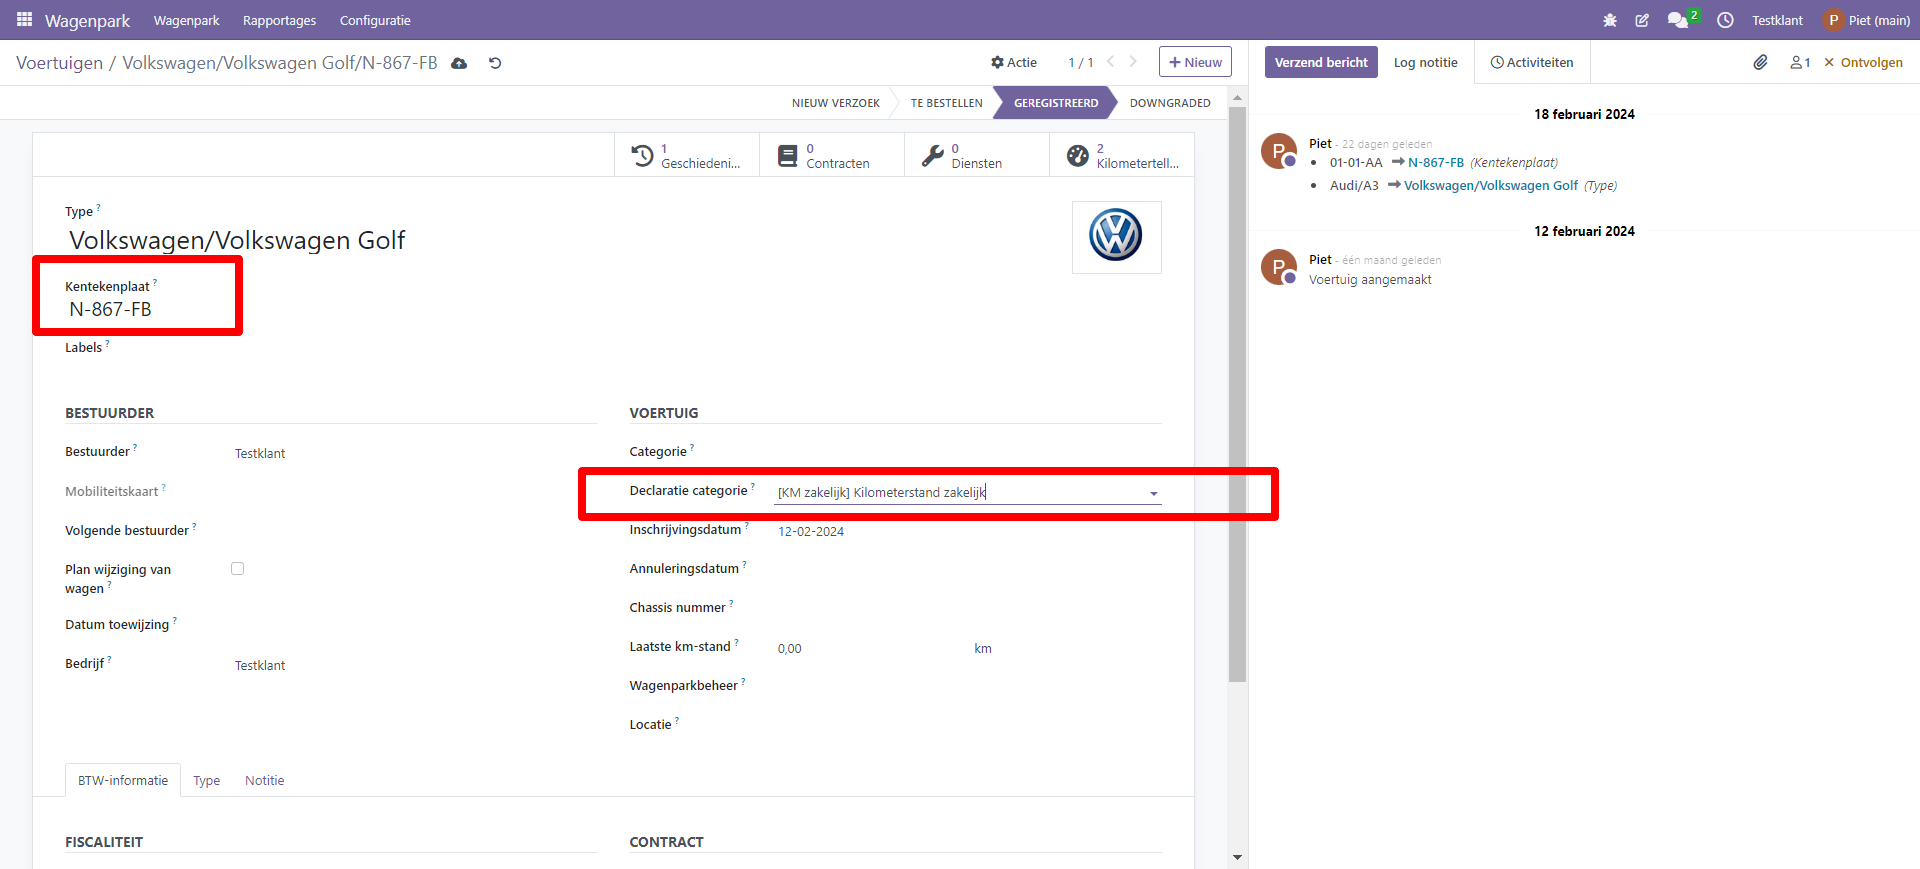 Wagenpark Wagenpark Rapportages Configuratie 2 Testklant P Piet (main)
Voertuigen / Volkswagen/Volkswagen Golf/N-867-FB Actie 1 / 1 Nieuw
Verzend bericht Log notitie Activiteiten 1 Ontvolgen
NIEUW VERZOEK TE BESTELLEN GEREGISTREERD DOWNGRADED
1 Geschiedeni...
0 Contracten
0 Diensten
2 Kilometertell...
Type ?
Volkswagen/Volkswagen Golf
Kentekenplaat ?
N-867-FB
Labels ?
BESTUURDER
Bestuurder ? Testklant
Mobiliteitskaart ?
Volgende bestuurder ?
Plan wijziging van
wagen ?
Datum toewijzing ?
Bedrijf ? Testklant
VOERTUIG
Categorie ?
Declaratie categorie ? [KM zakelijk] Kilometerstand zakelijk
Inschrijvingsdatum ? 12-02-2024
Annuleringsdatum ?
Chassis nummer ?
Laatste km-stand ? 0,00 km
Wagenparkbeheer ?
Locatie ?
BTW-informatie Type Notitie
FISCALITEIT
CONTRACT
18 februari 2024
P Piet - 22 dagen geleden
01-01-AA N-867-FB (Kentekenplaat)
Audi/A3 Volkswagen/Volkswagen Golf (Type)
12 februari 2024
P Piet - één maand geleden
Voertuig aangemaakt